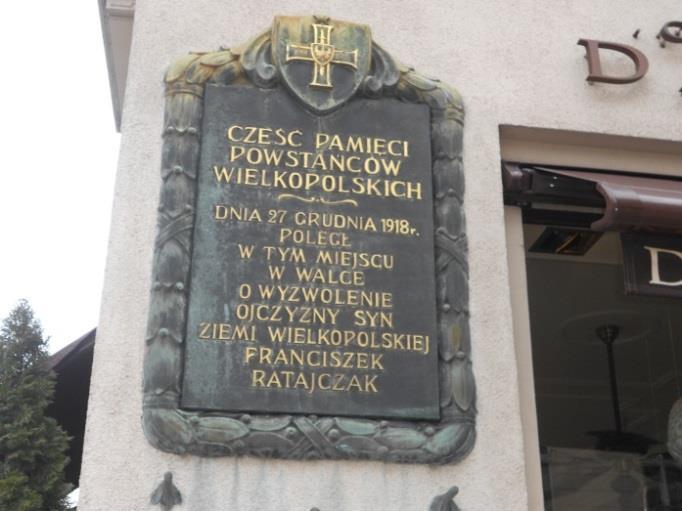 CZEŚĆ PAMIĘCI
POWSTAŃCÓW
WIELKOPOLSKICH
DNIA 27 GRUDNIA 1918r.
POLEGŁ
W TYM MIEJSCU
W WALCE
O WYZWOLENIE
OJCZYZNY SYN
ZIEMI WIELKOPOLSKIEJ
FRANCISZEK
RATAJCZAK